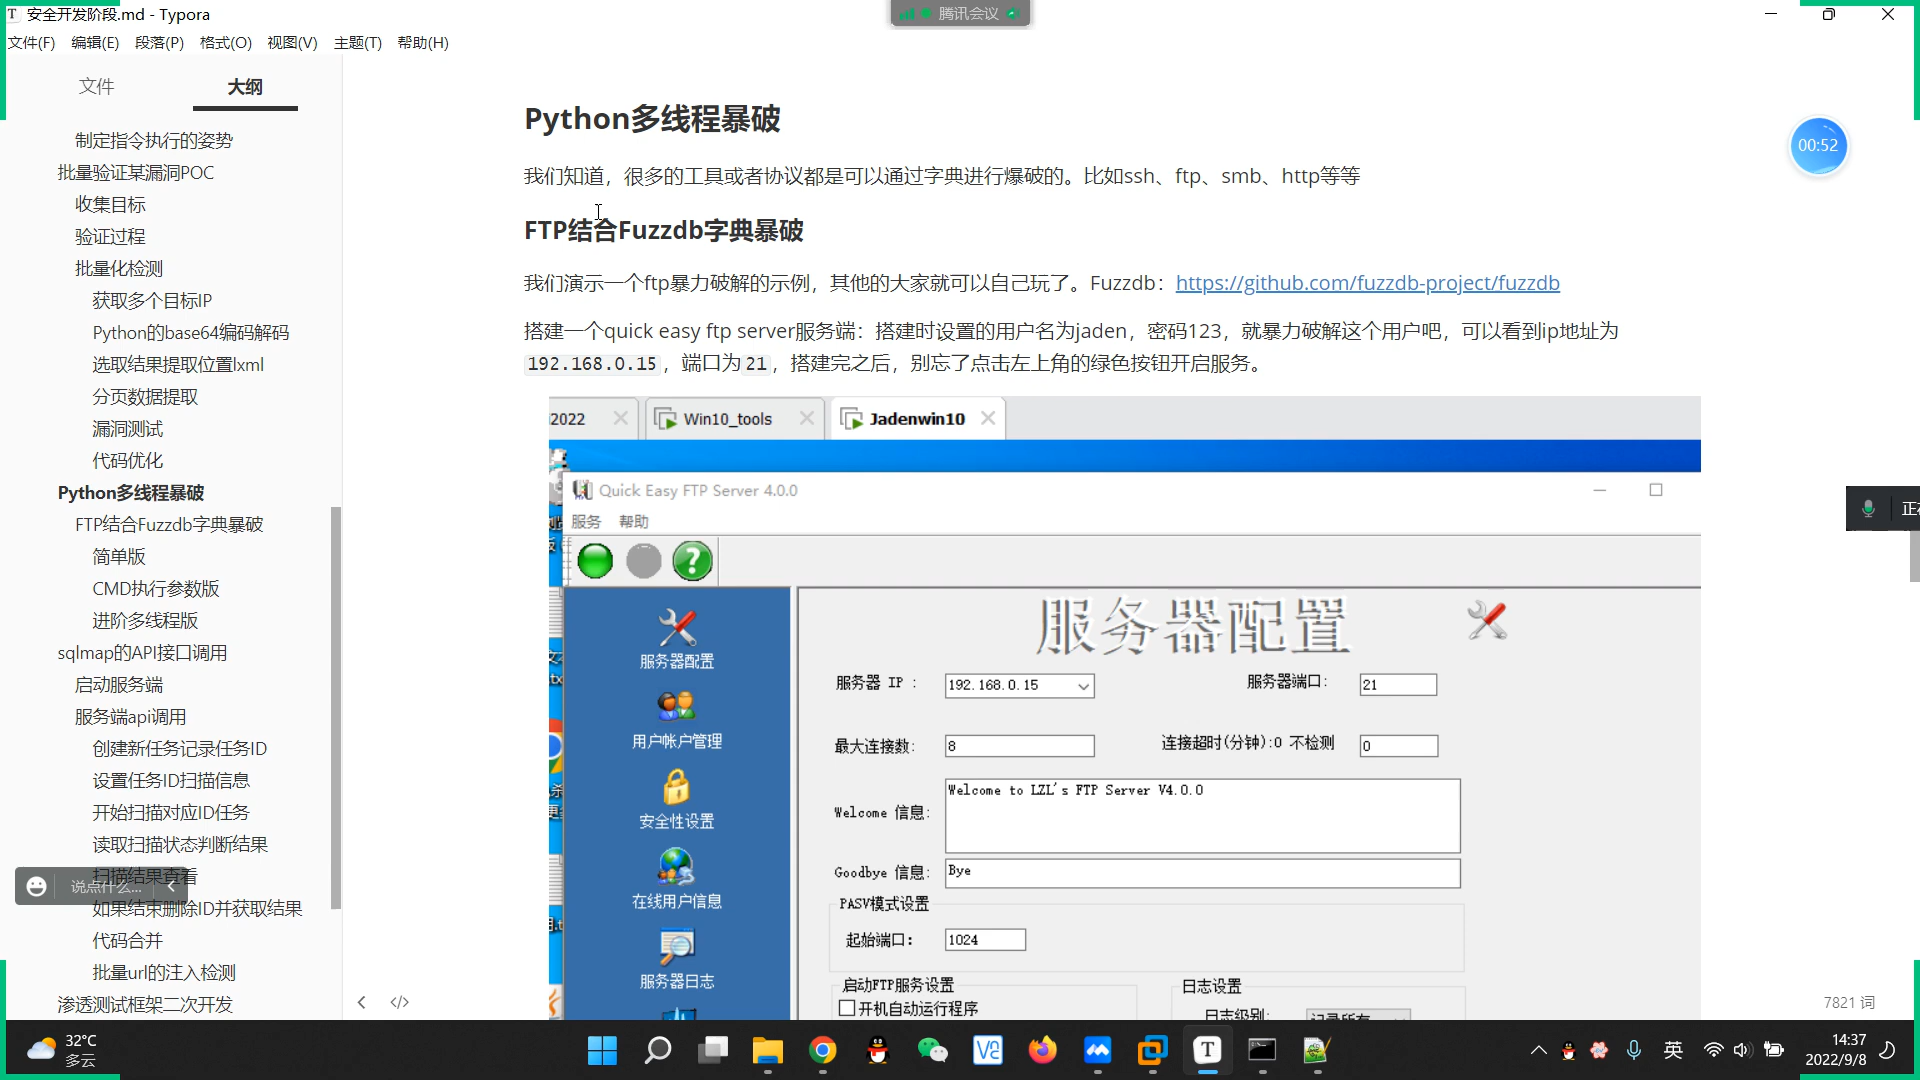 安全开发阶段.md - Typora
腾讯会议
文件(F) 编辑(E) 段落(P) 格式(O) 视图(V) 主题(T) 帮助(H)
文件 大纲
制定指令执行的姿势
批量验证某漏洞POC
收集目标
验证过程
批量化检测
获取多个目标IP
Python的base64编码解码
选取结果提取位置lxml
分页数据提取
漏洞测试
代码优化
Python多线程暴破
FTP结合Fuzzdb字典暴破
简单版
CMD执行参数版
进阶多线程版
sqlmap的API接口调用
启动服务端
服务端api调用
创建新任务记录任务ID
设置任务ID扫描信息
开始扫描对应ID任务
读取扫描状态判断结果
扫描结果查看
说点什么...
如果结束删除ID并获取结果
代码合并
批量url的注入检测
渗透测试框架二次开发
Python多线程暴破
我们知道，很多的工具或者协议都是可以通过字典进行爆破的。比如ssh、ftp、smb、http等等
FTP结合Fuzzdb字典暴破
我们演示一个ftp暴力破解的示例，其他的大家就可以自己玩了。Fuzzdb：https://github.com/fuzzdb-project/fuzzdb
搭建一个quick easy ftp server服务端：搭建时设置的用户名为jaden，密码123，就暴力破解这个用户吧，可以看到ip地址为
192.168.0.15，端口为 21，搭建完之后，别忘了点击左上角的绿色按钮开启服务。
2022 Win10_tools Jadenwin10
Quick Easy FTP Server 4.0.0
服务 帮助
服务器配置
用户帐户管理
安全性设置
在线用户信息
服务器日志
服务器配置
服务器 IP : 192.168.0.15 服务器端口: 21
最大连接数: 8 连接超时(分钟):0 不检测 0
Welcome 信息: Welcome to LZL's FTP Server V4.0.0
Goodbye 信息: Bye
PASV模式设置
起始端口: 1024
启动FTP服务设置 日志设置
开机自动运行程序
日志级别: 记录所有
00:52
正在
7821 词
32°C
多云
英
14:37
2022/9/8